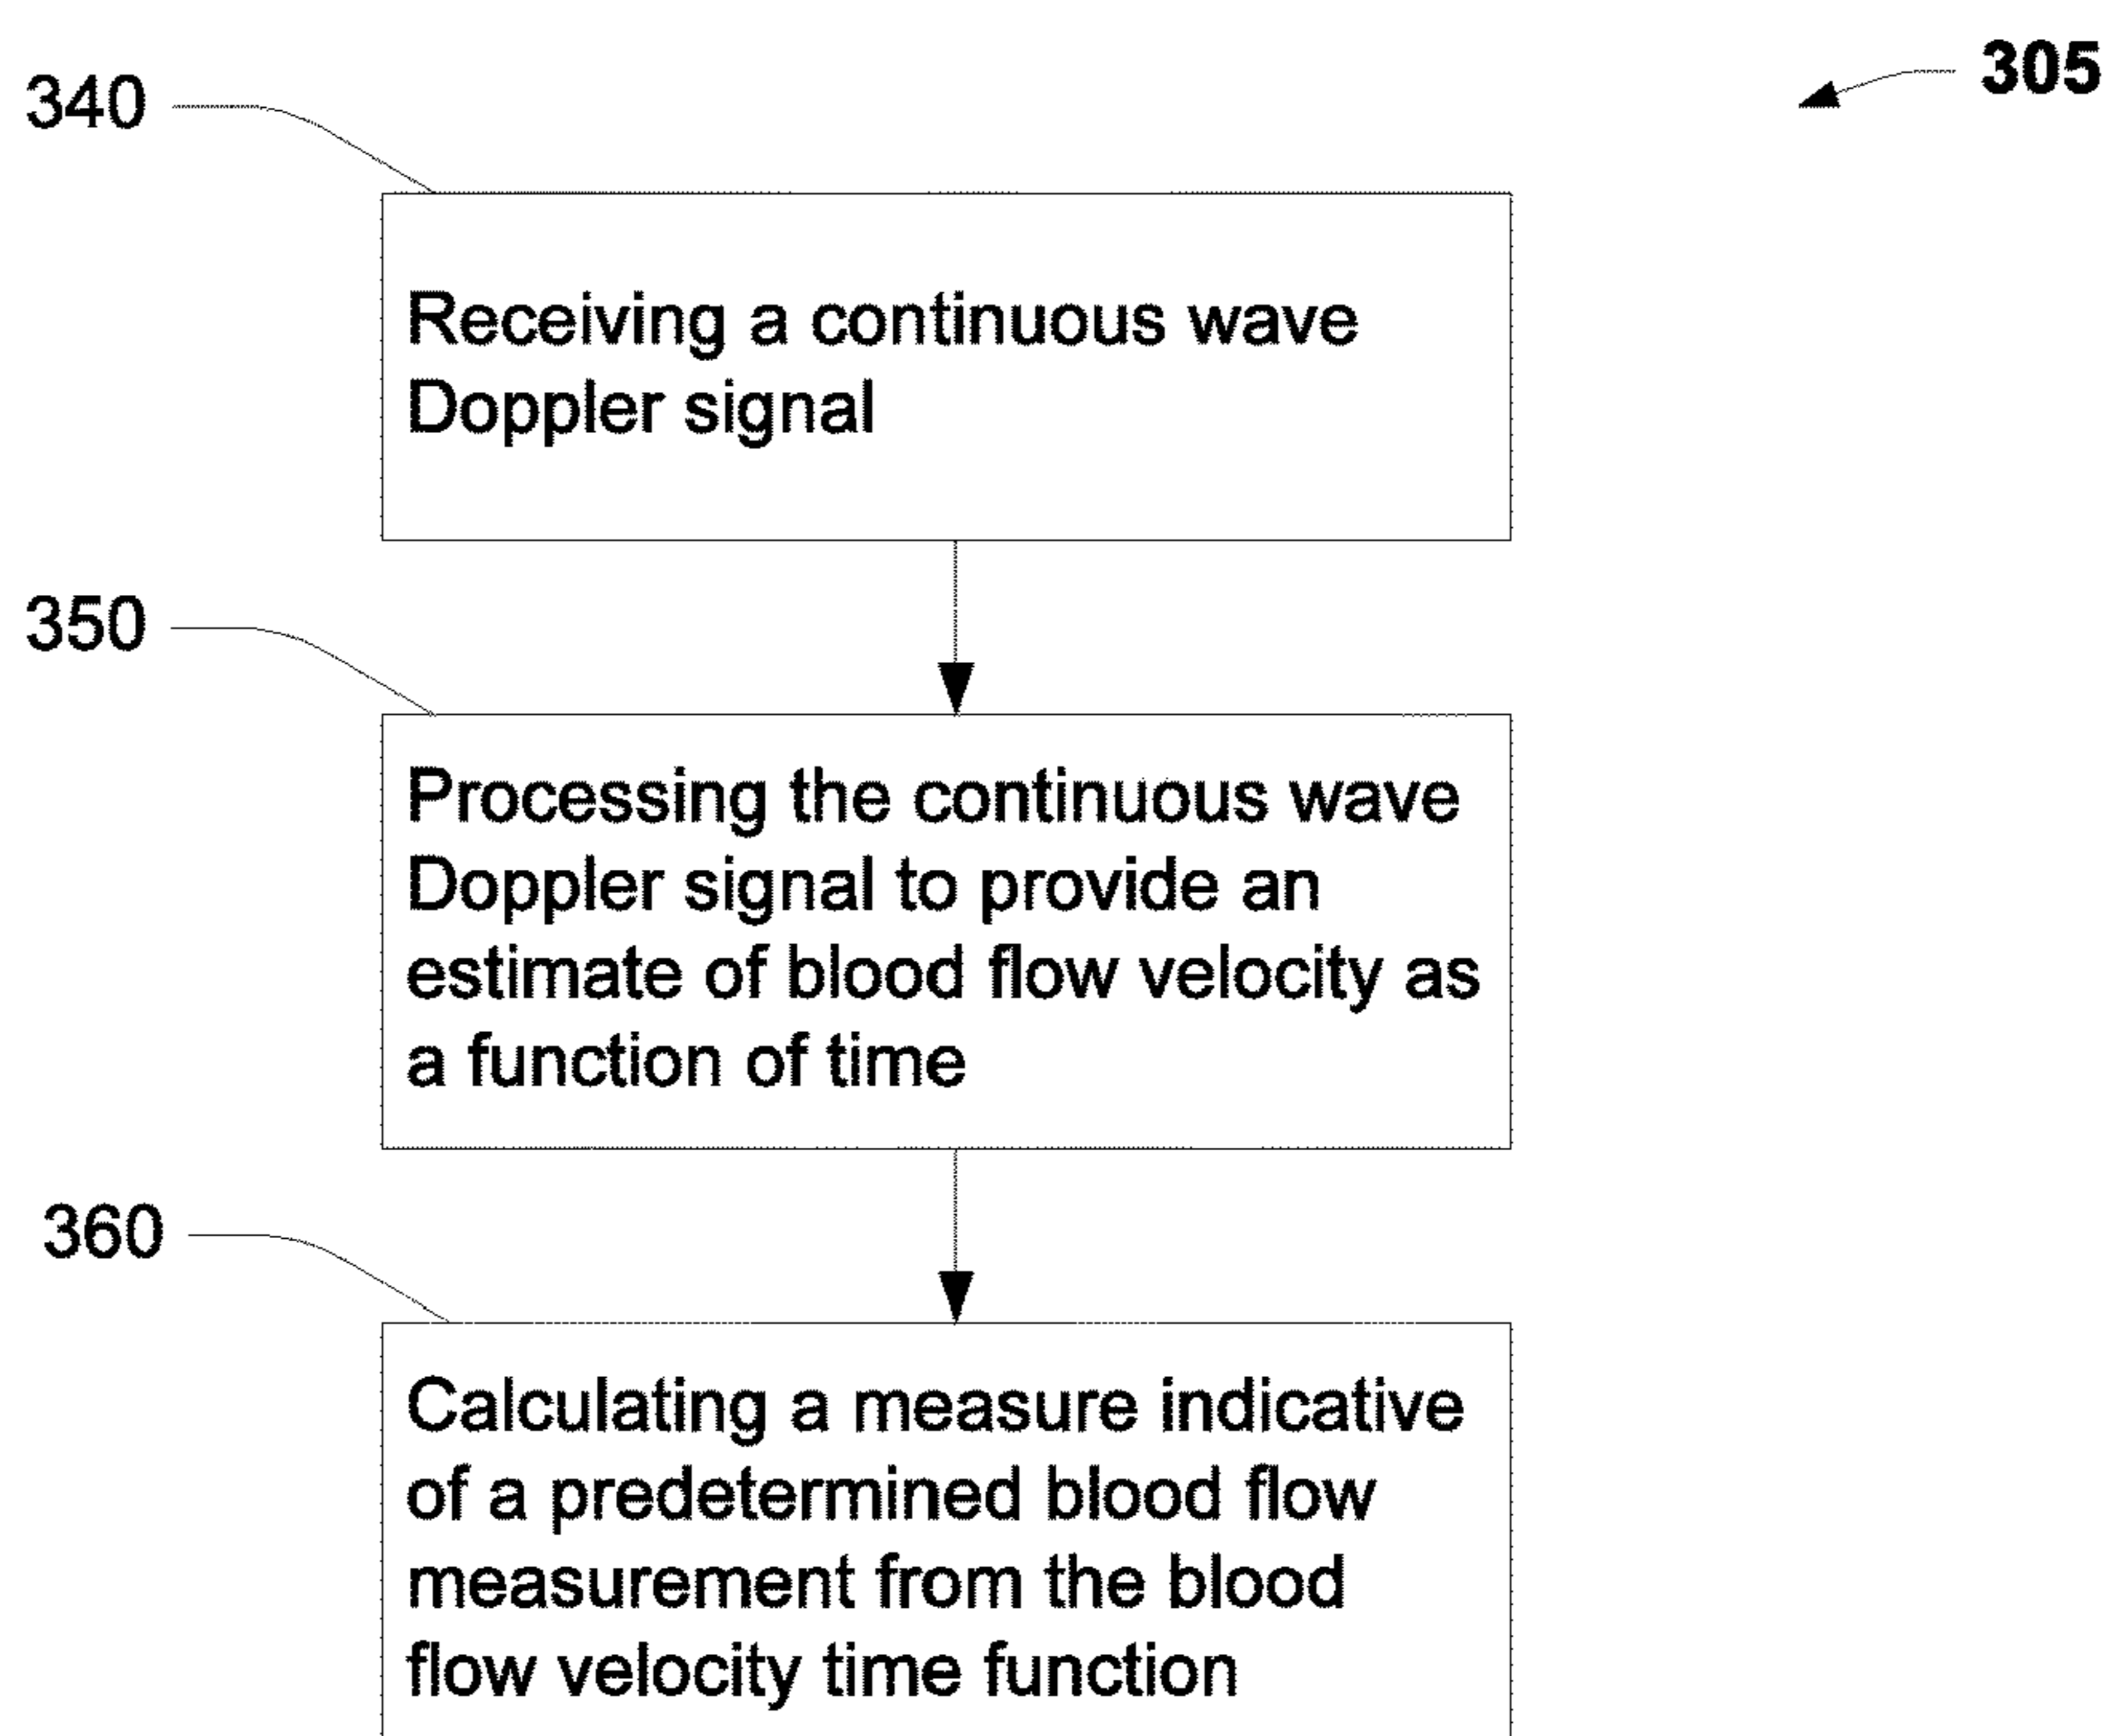 305
340
Receiving a continuous wave
Doppler signal
350
Processing the continuous wave
Doppler signal to provide an
estimate of blood flow velocity as
a function of time
360
Calculating a measure indicative
of a predetermined blood flow
measurement from the blood
flow velocity time function